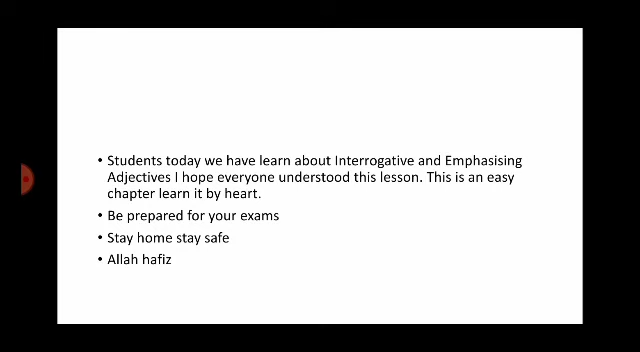 • Students today we have learn about Interrogative and Emphasising
Adjectives I hope everyone understood this lesson. This is an easy
chapter learn it by heart.
• Be prepared for your exams
• Stay home stay safe
• Allah hafiz